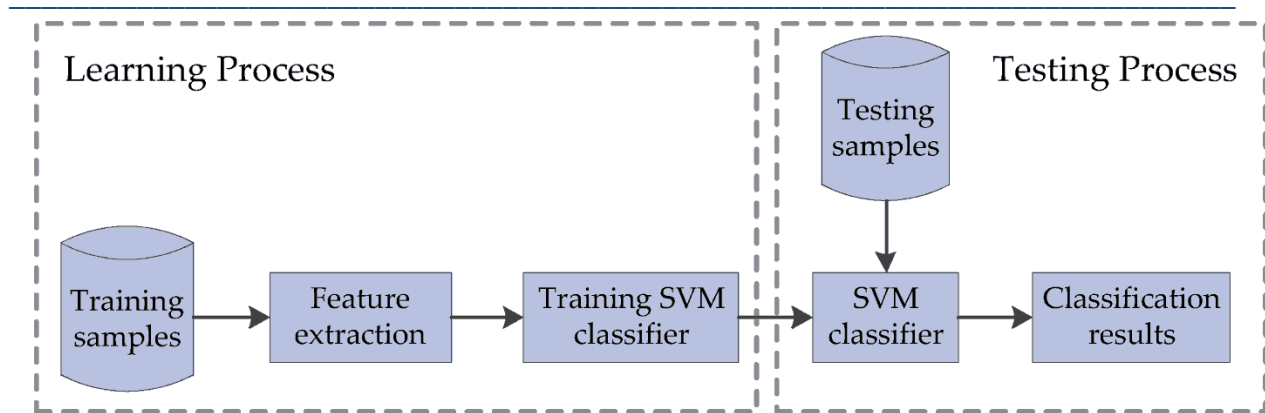 Learning Process
Training
samples
Feature
extraction
Training SVM
classifier
Testing Process
Testing
samples
SVM
classifier
Classification
results